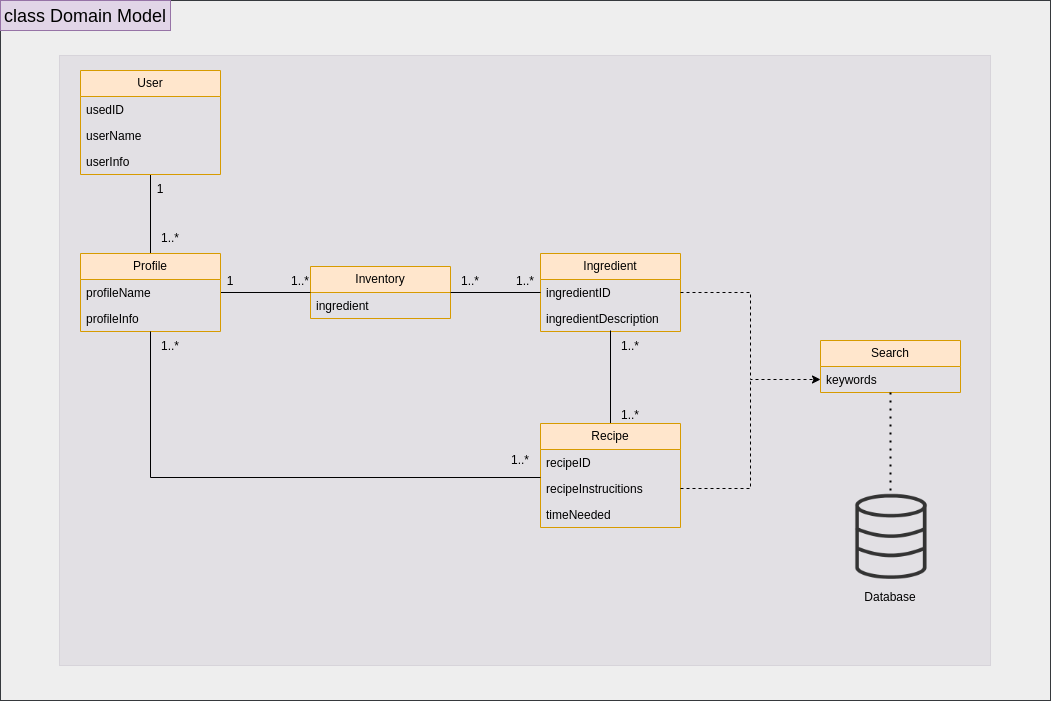 class Domain Model
User
usedID
userName
userInfo
1
1..*
Profile
profileName
profileInfo
1
1..*
Inventory
ingredient
1..*
1..*
Ingredient
ingredientID
ingredientDescription
1..*
1..*
1..*
1..*
Recipe
recipeID
recipeInstrucitions
timeNeeded
Search
keywords
Database